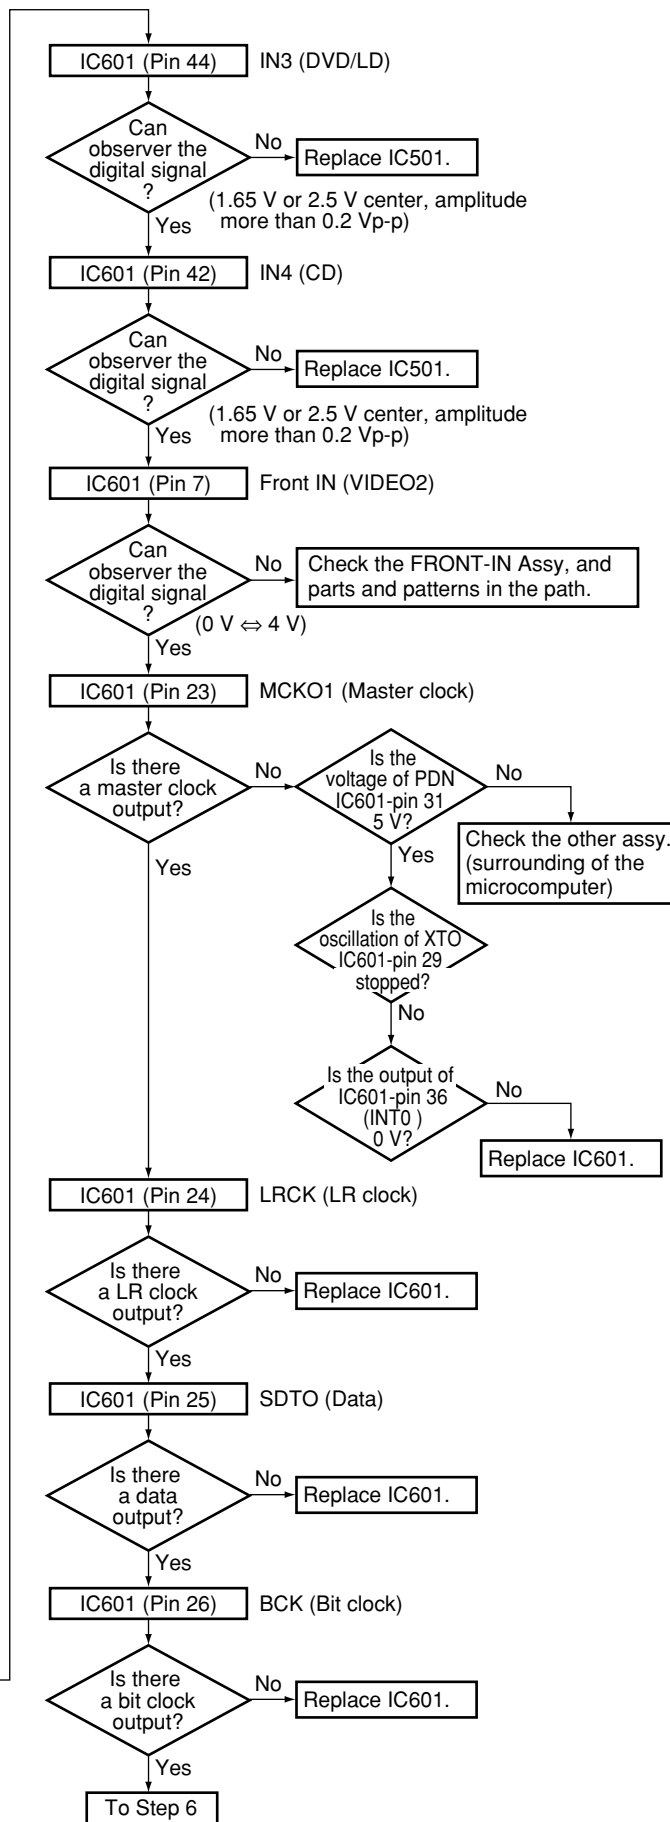 IC601 (Pin 44)
IN3 (DVD/LD)
Can
observer the
digital signal
?
No
Replace IC501.
(1.65 V or 2.5 V center, amplitude
more than 0.2 Vp-p)
Yes
IC601 (Pin 42)
IN4 (CD)
Can
observer the
digital signal
?
No
Replace IC501.
(1.65 V or 2.5 V center, amplitude
more than 0.2 Vp-p)
Yes
IC601 (Pin 7)
Front IN (VIDEO2)
Can
observer the
digital signal
?
No
Check the FRONT-IN Assy, and
parts and patterns in the path.
(0 V ⇔ 4 V)
Yes
IC601 (Pin 23)
MCKO1 (Master clock)
Is there
a master clock
output?
No
Is the
voltage of PDN
IC601-pin 31
5 V?
No
Check the other assy.
(surrounding of the
microcomputer)
Yes
Yes
Is the
oscillation of XTO
IC601-pin 29
stopped?
No
Is the output of
IC601-pin 36
(INT0 )
0 V?
No
Replace IC601.
IC601 (Pin 24)
LRCK (LR clock)
Is there
a LR clock
output?
No
Replace IC601.
Yes
IC601 (Pin 25)
SDTO (Data)
Is there
a data
output?
No
Replace IC601.
Yes
IC601 (Pin 26)
BCK (Bit clock)
Is there
a bit clock
output?
No
Replace IC601.
Yes
To Step 6